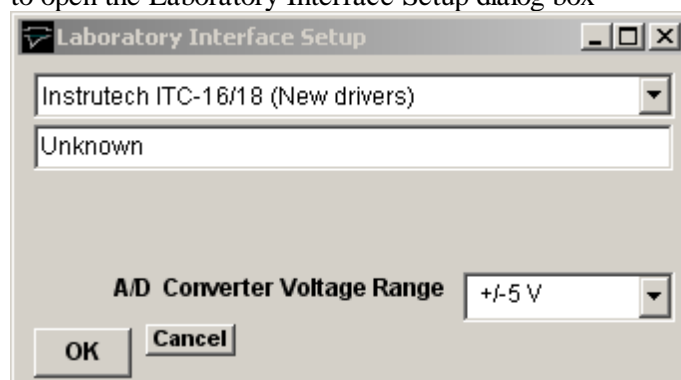 to open the Laboratory Interface Setup dialog box
Laboratory Interface Setup
Instrutech ITC-16/18 (New drivers)
Unknown
A/D Converter Voltage Range
+/-5 V
OK
Cancel